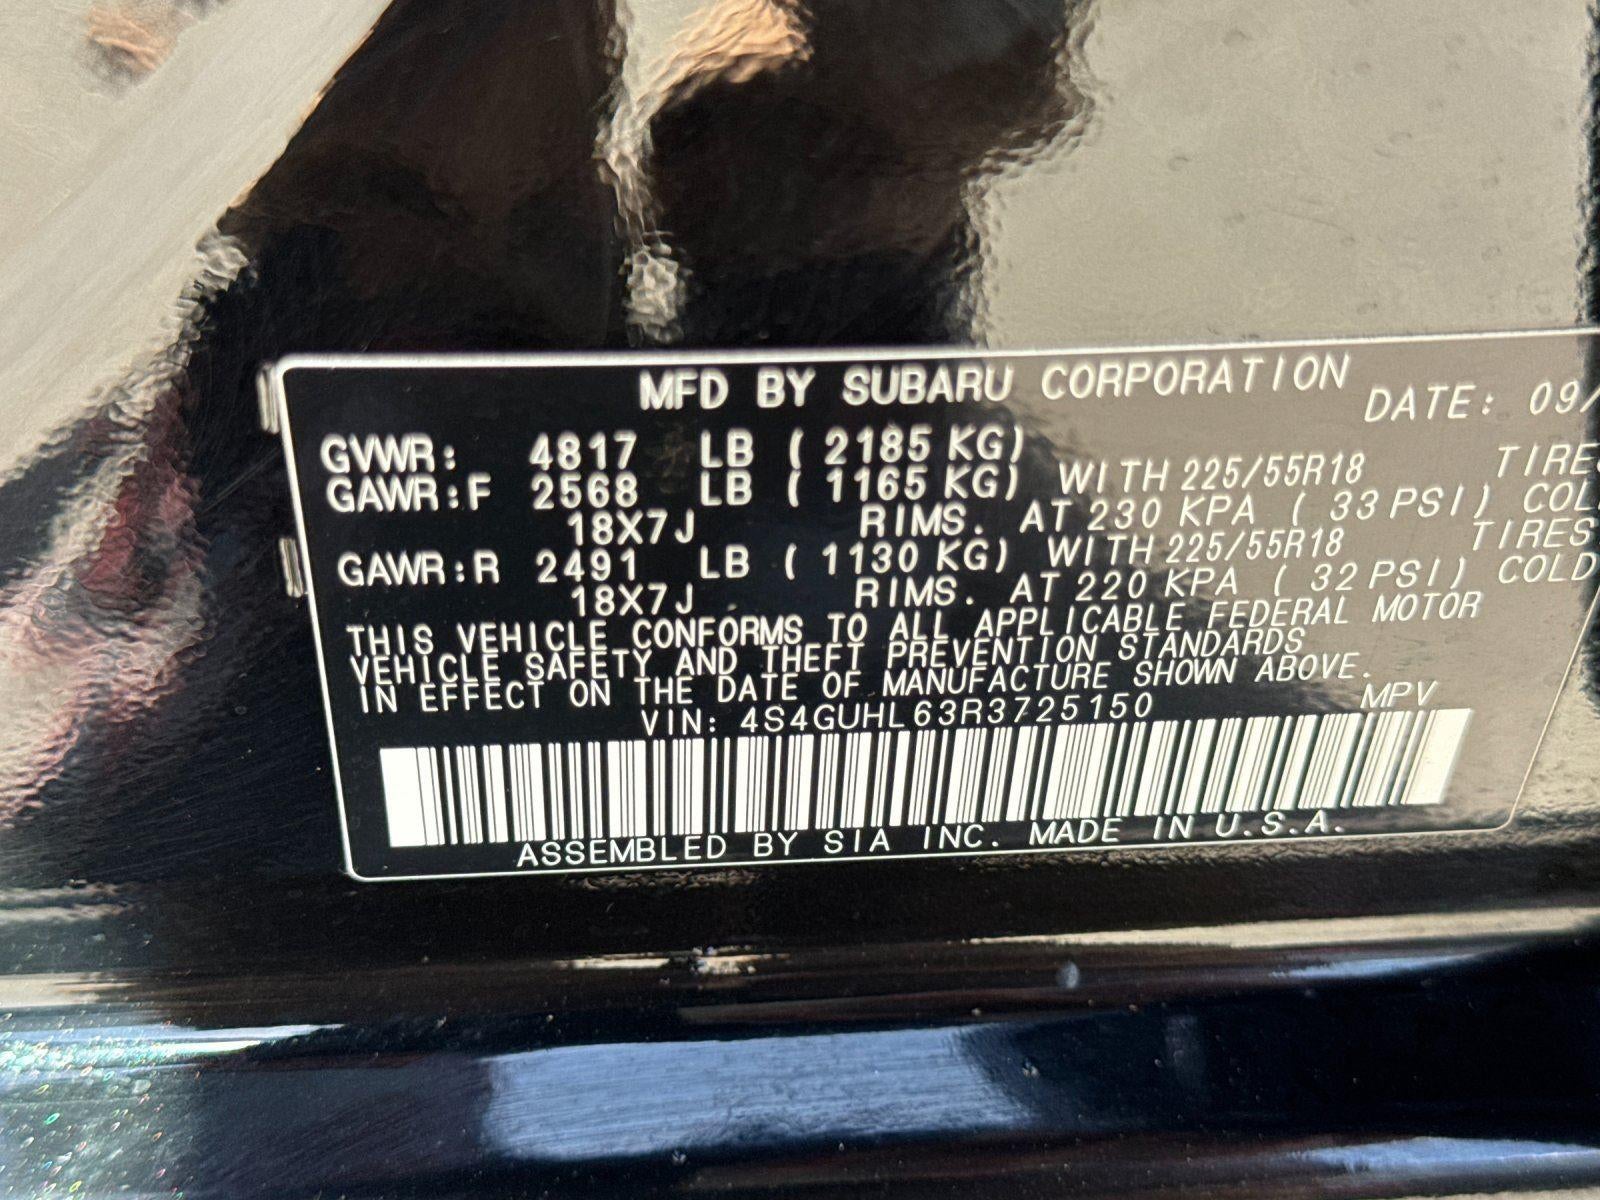 MFD BY SUBARU CORPORATION
DATE: 09/
GVWR: 4817 LB ( 2185 KG)
GAWR:F 2568 LB ( 1165 KG) WITH 225/55R18 TIRES
18X7J RIMS. AT 230 KPA ( 33 PSI) COL
GAWR:R 2491 LB ( 1130 KG) WITH 225/55R18 TIRES
18X7J RIMS. AT 220 KPA ( 32 PSI) COLD
THIS VEHICLE CONFORMS TO ALL APPLICABLE FEDERAL MOTOR
VEHICLE SAFETY AND THEFT PREVENTION STANDARDS
IN EFFECT ON THE DATE OF MANUFACTURE SHOWN ABOVE.
VIN: 4S4GUHL63R3725150 MPV
ASSEMBLED BY SIA INC. MADE IN U.S.A.